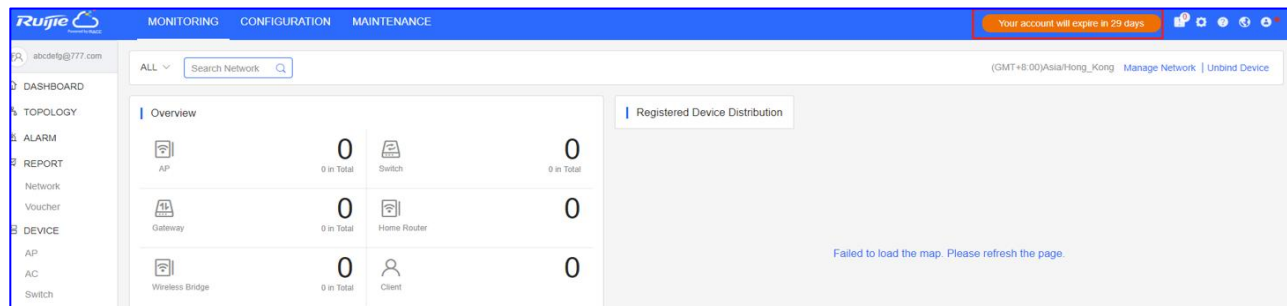 Ruijie
MONITORING CONFIGURATION MAINTENANCE
Your account will expire in 29 days
abcdefg@777.com
ALL Search Network
(GMT+8:00)Asia/Hong_Kong Manage Network | Unbind Device
DASHBOARD
TOPOLOGY
ALARM
REPORT
Network
Voucher
DEVICE
AP
AC
Switch
Overview
0
AP 0 in Total
0
Switch 0 in Total
0
Gateway 0 in Total
0
Home Router
0
Wireless Bridge 0 in Total
0
Client
Registered Device Distribution
Failed to load the map. Please refresh the page.